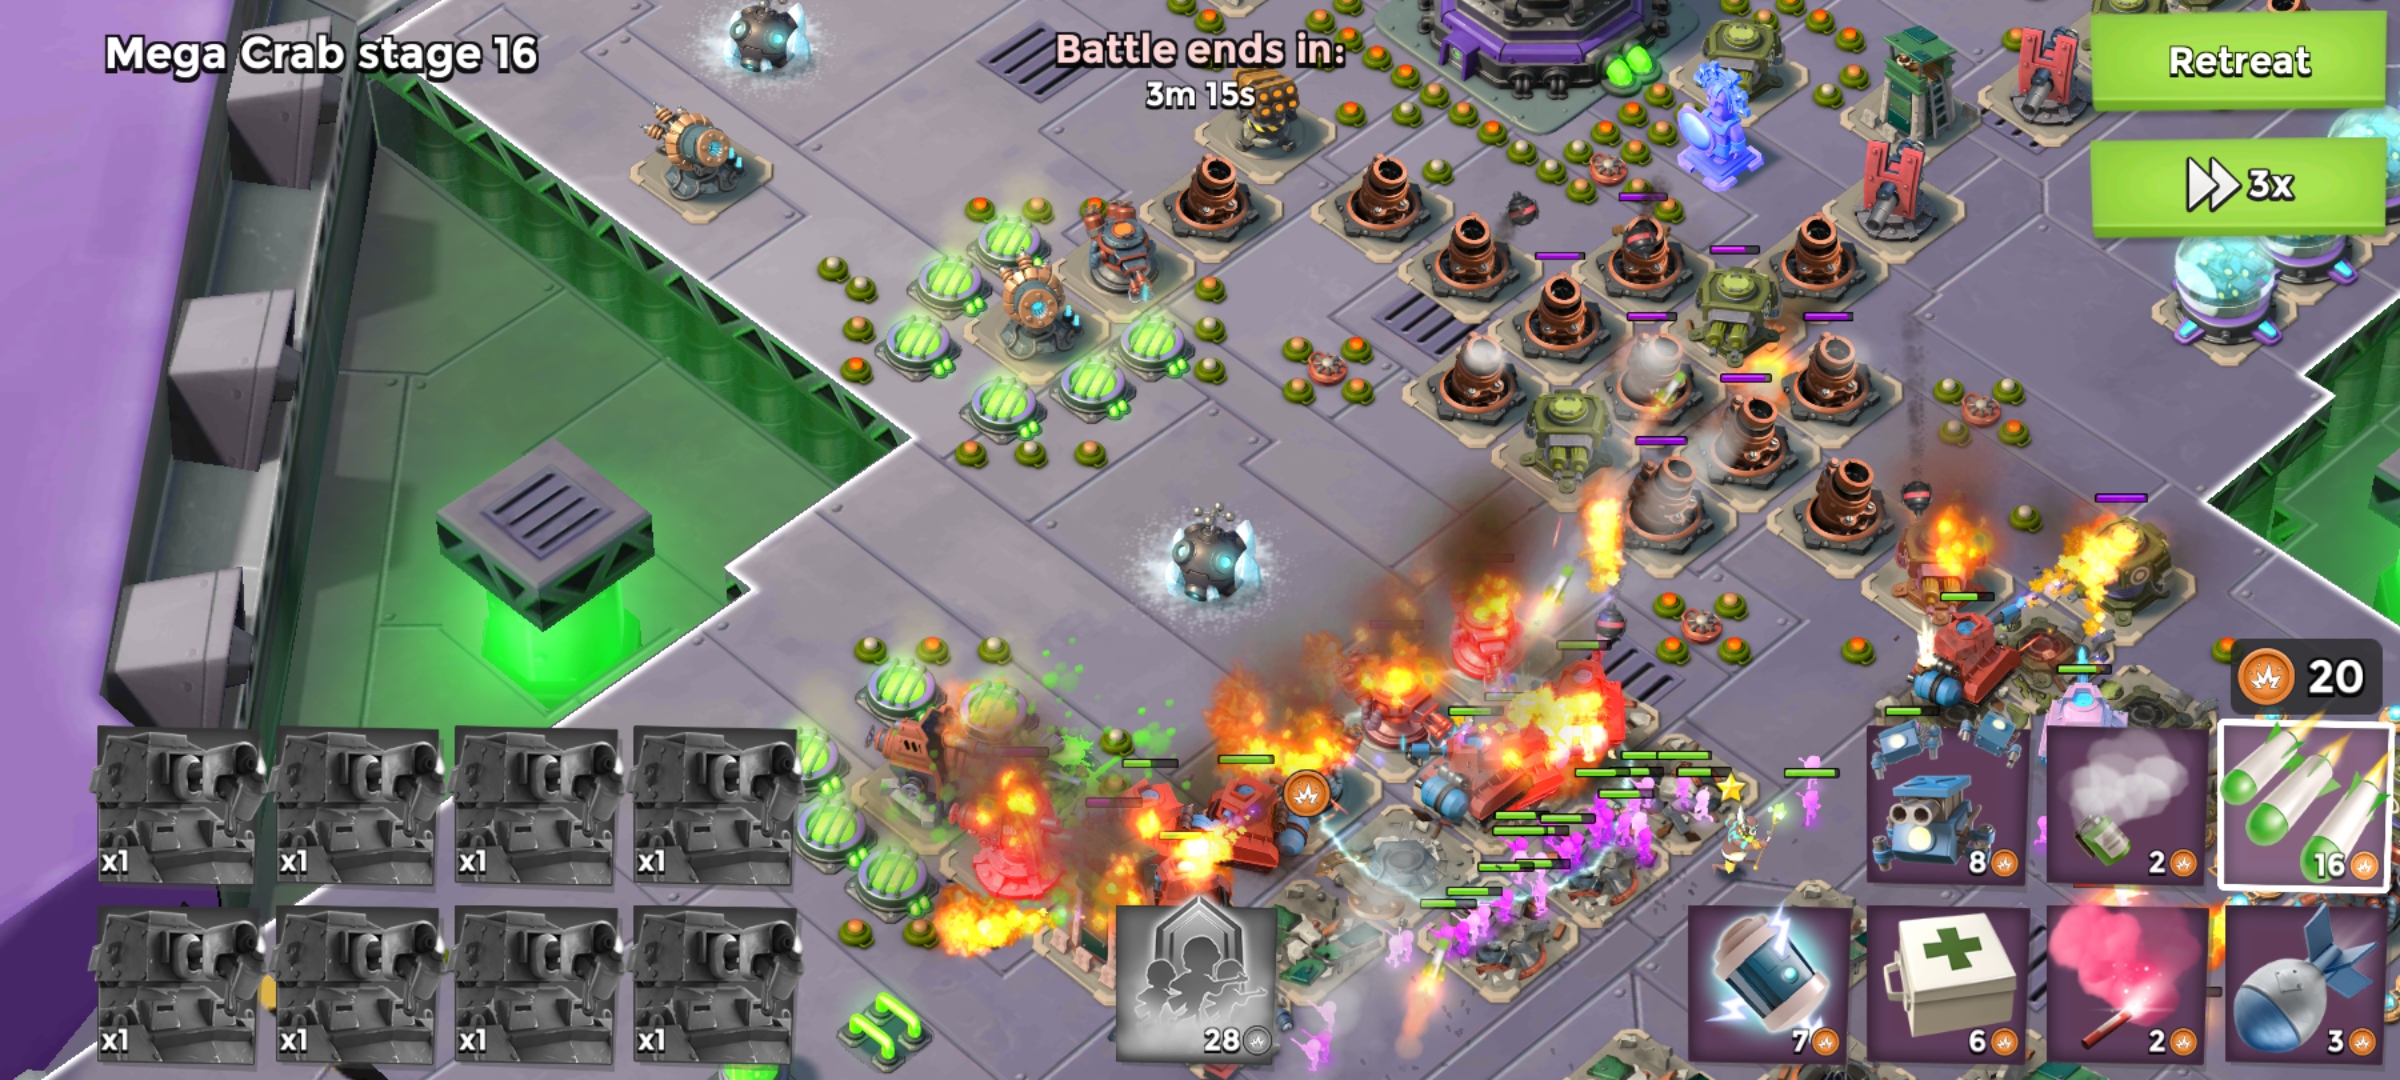 Mega Crab stage 16
Battle ends in:
3m 15s
Retreat
3x
20
x1
x1
x1
x1
8
2
16
x1
x1
x1
x1
28
7
6
2
3